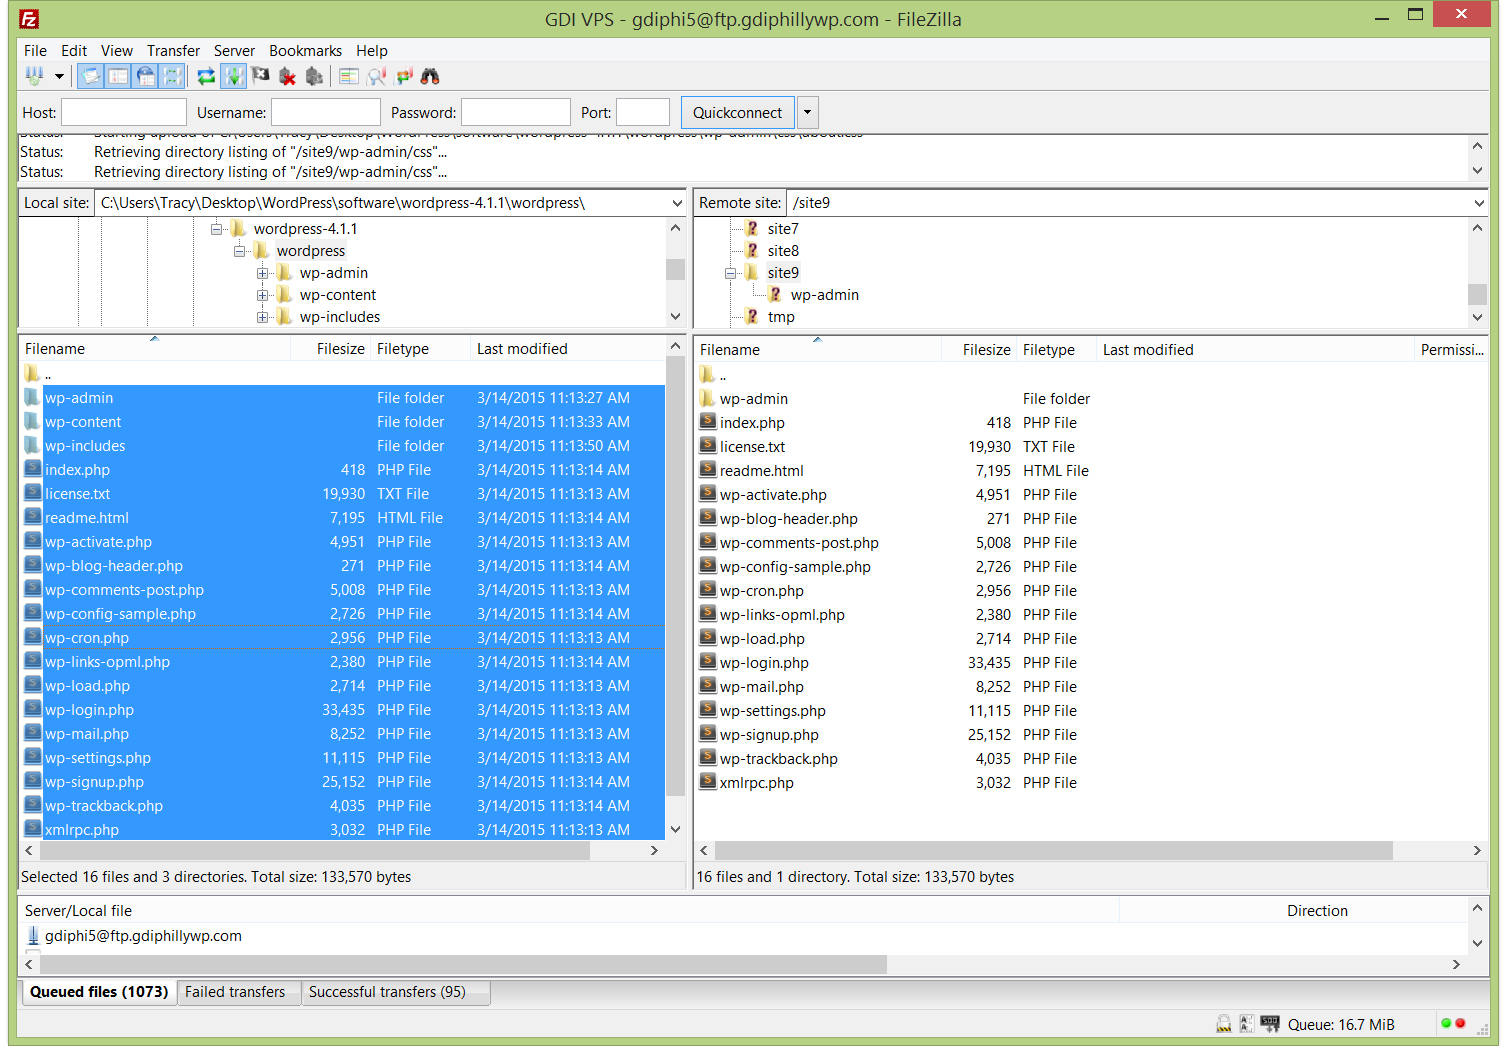 GDI VPS - gdiphi5@ftp.gdiphillywp.com - FileZilla
File Edit View Transfer Server Bookmarks Help
Host: Username: Password: Port: Quickconnect
Status: Starting upload of C:\Users\Tracy\Desktop\WordPress\software\wordpress-4.1.1\wordpress\wp-admin\css\about.css
Status: Retrieving directory listing of "/site9/wp-admin/css"...
Status: Retrieving directory listing of "/site9/wp-admin/css"...
Local site: C:\Users\Tracy\Desktop\WordPress\software\wordpress-4.1.1\wordpress\
wordpress-4.1.1
wordpress
wp-admin
wp-content
wp-includes
Filename Filesize Filetype Last modified
..
wp-admin File folder 3/14/2015 11:13:27 AM
wp-content File folder 3/14/2015 11:13:33 AM
wp-includes File folder 3/14/2015 11:13:50 AM
index.php 418 PHP File 3/14/2015 11:13:14 AM
license.txt 19,930 TXT File 3/14/2015 11:13:13 AM
readme.html 7,195 HTML File 3/14/2015 11:13:14 AM
wp-activate.php 4,951 PHP File 3/14/2015 11:13:13 AM
wp-blog-header.php 271 PHP File 3/14/2015 11:13:14 AM
wp-comments-post.php 5,008 PHP File 3/14/2015 11:13:13 AM
wp-config-sample.php 2,726 PHP File 3/14/2015 11:13:14 AM
wp-cron.php 2,956 PHP File 3/14/2015 11:13:13 AM
wp-links-opml.php 2,380 PHP File 3/14/2015 11:13:14 AM
wp-load.php 2,714 PHP File 3/14/2015 11:13:13 AM
wp-login.php 33,435 PHP File 3/14/2015 11:13:13 AM
wp-mail.php 8,252 PHP File 3/14/2015 11:13:13 AM
wp-settings.php 11,115 PHP File 3/14/2015 11:13:13 AM
wp-signup.php 25,152 PHP File 3/14/2015 11:13:14 AM
wp-trackback.php 4,035 PHP File 3/14/2015 11:13:13 AM
xmlrpc.php 3,032 PHP File 3/14/2015 11:13:13 AM
Selected 16 files and 3 directories. Total size: 133,570 bytes
Remote site: /site9
site7
site8
site9
wp-admin
tmp
Filename Filesize Filetype Last modified Permissi...
..
wp-admin File folder
index.php 418 PHP File
license.txt 19,930 TXT File
readme.html 7,195 HTML File
wp-activate.php 4,951 PHP File
wp-blog-header.php 271 PHP File
wp-comments-post.php 5,008 PHP File
wp-config-sample.php 2,726 PHP File
wp-cron.php 2,956 PHP File
wp-links-opml.php 2,380 PHP File
wp-load.php 2,714 PHP File
wp-login.php 33,435 PHP File
wp-mail.php 8,252 PHP File
wp-settings.php 11,115 PHP File
wp-signup.php 25,152 PHP File
wp-trackback.php 4,035 PHP File
xmlrpc.php 3,032 PHP File
16 files and 1 directory. Total size: 133,570 bytes
Server/Local file Direction
gdiphi5@ftp.gdiphillywp.com
Queued files (1073) Failed transfers Successful transfers (95)
Queue: 16.7 MiB